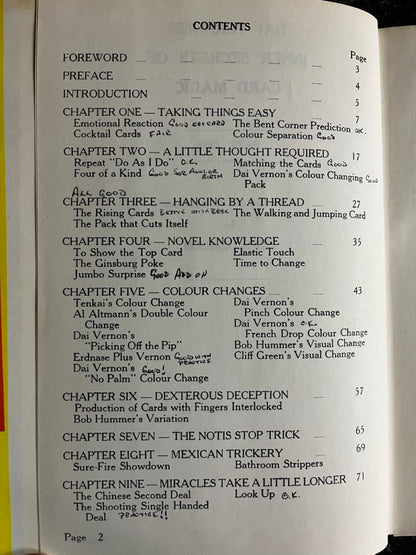 CONTENTS
Page
FOREWORD ..... ..... ..... ..... ..... 3
PREFACE ..... ..... ..... ..... ..... 4
INTRODUCTION ..... ..... ..... ..... 5
CHAPTER ONE — TAKING THINGS EASY ..... 7
Emotional Reaction GOOD KEYCARD The Bent Corner Prediction O.K.
Cocktail Cards FAIR Colour Separation GOOD
CHAPTER TWO — A LITTLE THOUGHT REQUIRED 17
Repeat "Do As I Do" O.K. Matching the Cards GOOD
Four of a Kind GOOD FOR BIRTH Dai Vernon's Colour Changing GOOD
Pack
ALL GOOD
CHAPTER THREE — HANGING BY A THREAD ..... 27
The Rising Cards BETTER WITH The Walking and Jumping Card
The Pack that Cuts Itself
CHAPTER FOUR — NOVEL KNOWLEDGE ..... 35
To Show the Top Card Elastic Touch
The Ginsburg Poke Time to Change
Jumbo Surprise GOOD ADD ON
CHAPTER FIVE — COLOUR CHANGES ..... ..... 43
Tenkai's Colour Change Dai Vernon's
Al Altmann's Double Colour Pinch Colour Change
Change Dai Vernon's O.K.
Dai Vernon's French Drop Colour Change
"Picking Off the Pip" Bob Hummer's Visual Change
Erdnase Plus Vernon GOOD WITH PRACTICE Cliff Green's Visual Change
Dai Vernon's GOOD!
"No Palm" Colour Change
CHAPTER SIX — DEXTEROUS DECEPTION ..... 57
Production of Cards with Fingers Interlocked
Bob Hummer's Variation
CHAPTER SEVEN — THE NOTIS STOP TRICK ..... 65
CHAPTER EIGHT — MEXICAN TRICKERY ..... 69
Sure-Fire Showdown Bathroom Strippers
CHAPTER NINE — MIRACLES TAKE A LITTLE LONGER 71
The Chinese Second Deal Look Up O.K.
The Shooting Single Handed
Deal PRACTICE!!
Page 2